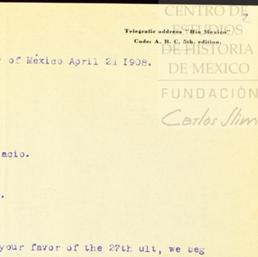 CENTRO DE
ESTUDIOS
DE HISTORIA
DE MEXICO
FUNDACIÓN
Carlos Slim
Telegrafic address "Rio Mexico"
Code: A. B. C. 5th. edition.
of México April 21 1908.
acio.
your favor of the 27th ult, we beg